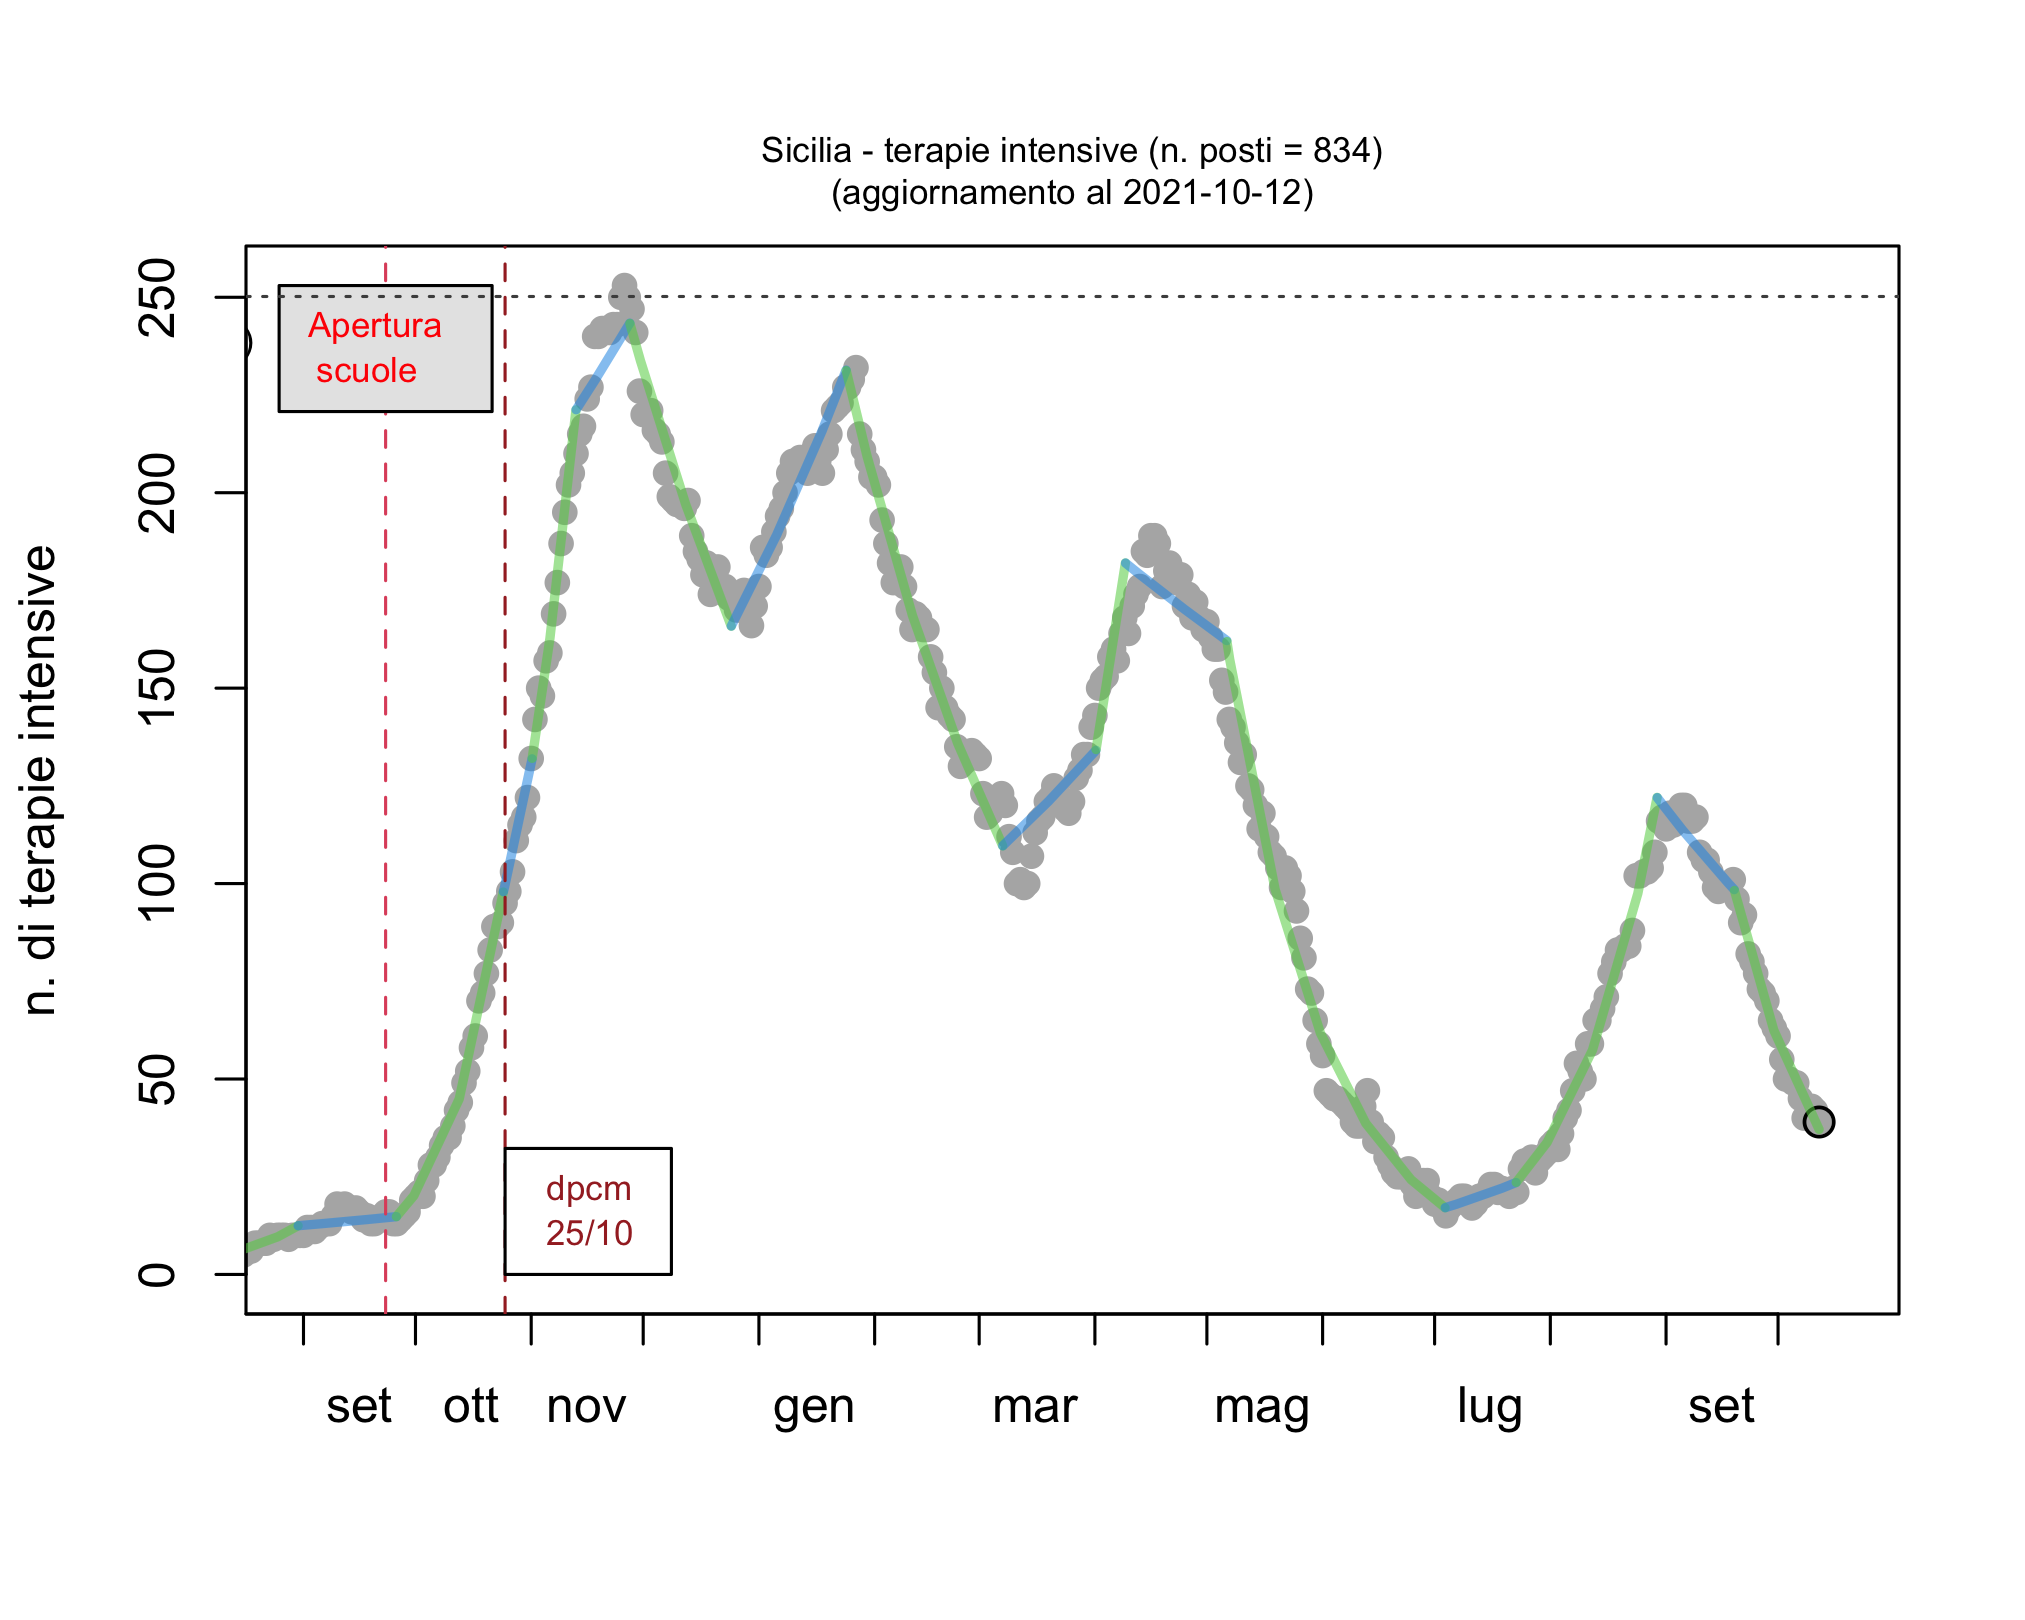 Sicilia - terapie intensive (n. posti = 834)
(aggiornamento al 2021-10-12)
n. di terapie intensive
250
200
150
100
50
0
Apertura
scuole
dpcm
25/10
set ott nov gen mar mag lug set